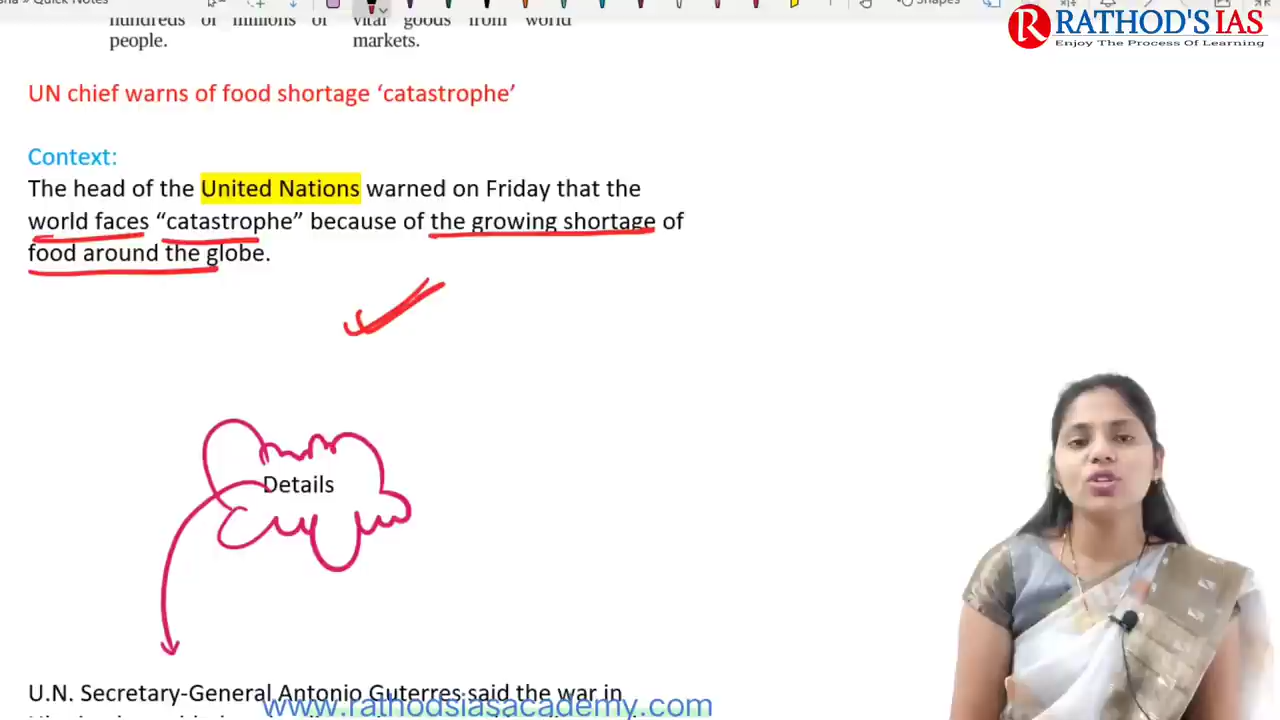 Quick Notes
Shapes
RATHOD'S IAS
Enjoy The Process Of Learning
hundreds of millions of people.
vital goods from world markets.
UN chief warns of food shortage ‘catastrophe’
Context:
The head of the United Nations warned on Friday that the
world faces “catastrophe” because of the growing shortage of
food around the globe.
Details
U.N. Secretary-General Antonio Guterres said the war in
www.rathodsiasacademy.com